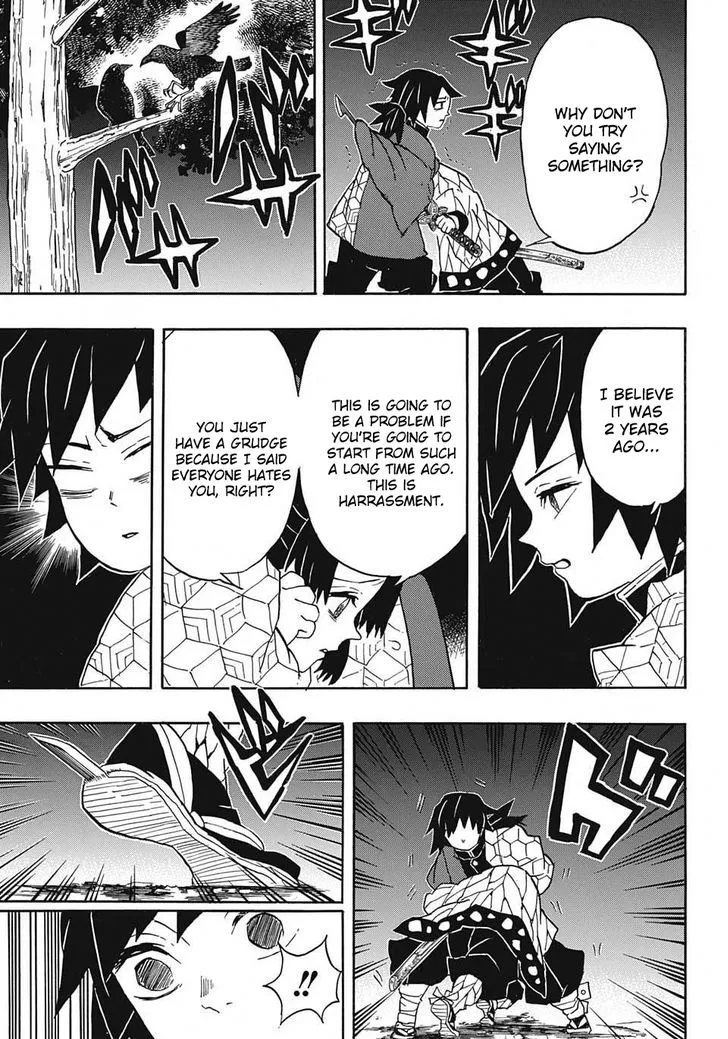 WHY DON'T
YOU TRY
SAYING
SOMETHING?
I BELIEVE
IT WAS
2 YEARS
AGO...
THIS IS GOING TO
BE A PROBLEM IF
YOU'RE GOING TO
START FROM SUCH
A LONG TIME AGO.
THIS IS
HARRASSMENT.
YOU JUST
HAVE A GRUDGE
BECAUSE I SAID
EVERYONE HATES
YOU, RIGHT?
!!